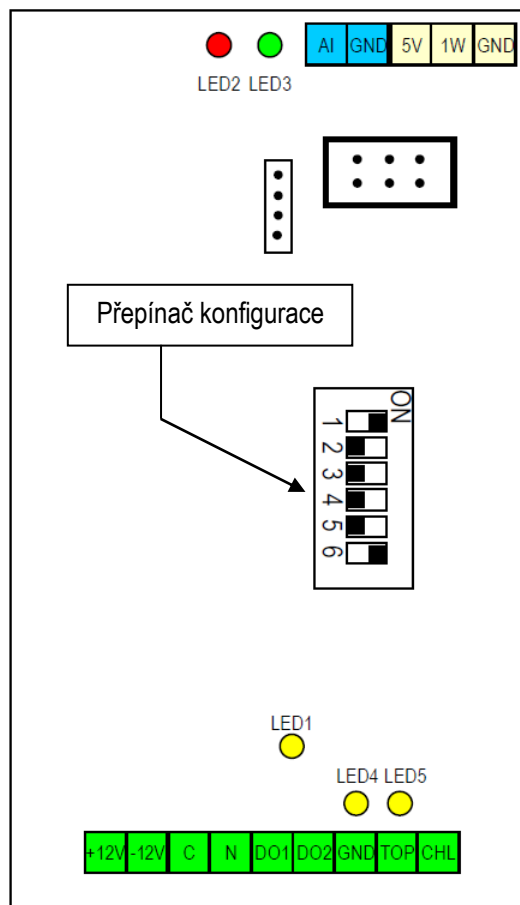 AI GND 5V 1W GND
LED2 LED3
Přepínač konfigurace
ON
1
2
3
4
5
6
LED1
LED4 LED5
+12V -12V C N DO1 DO2 GND TOP CHL